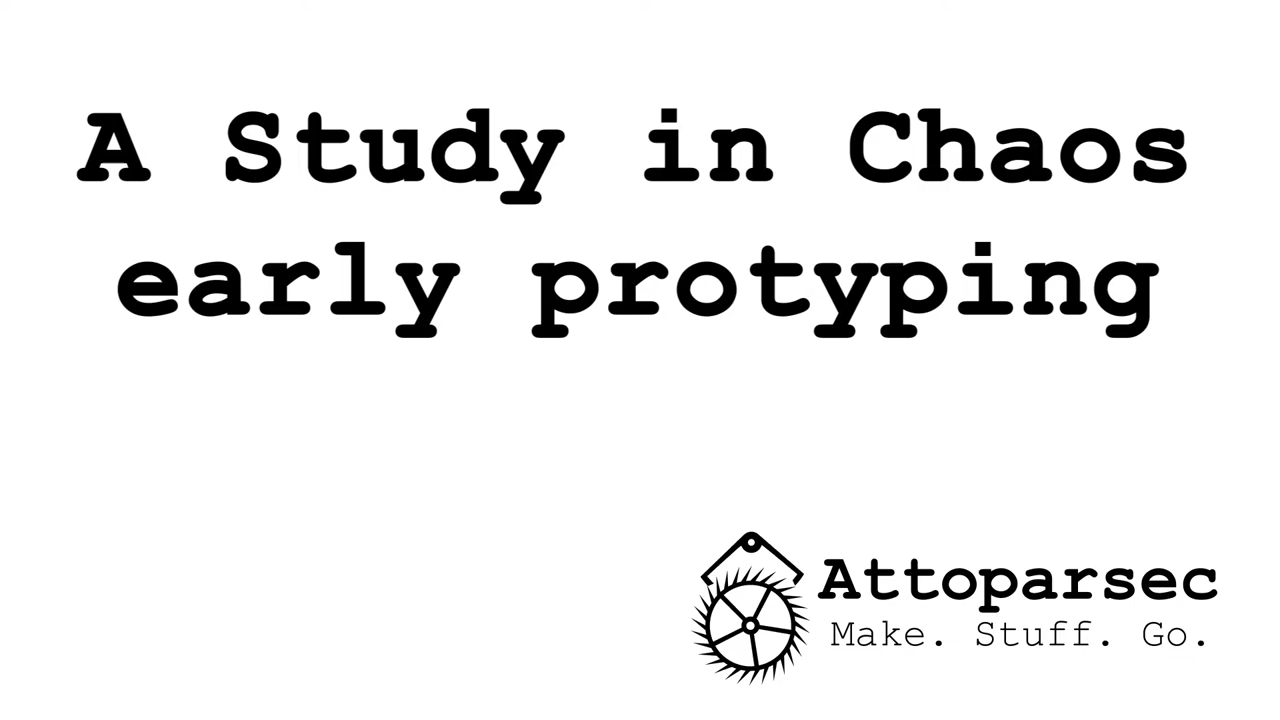 A Study in Chaos
early protyping
Attoparsec
Make. Stuff. Go.